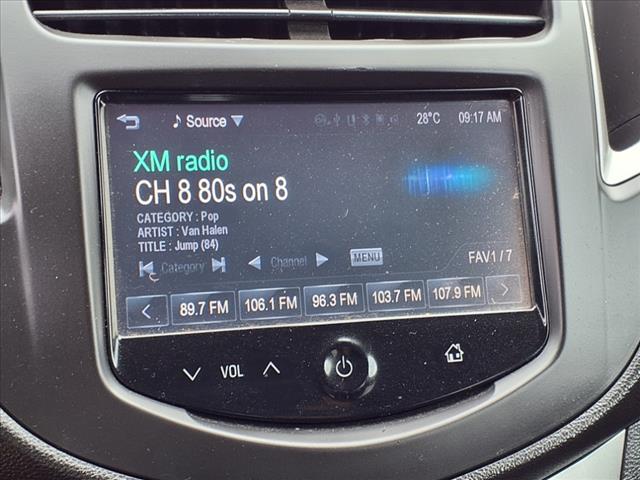 Source 28°C 09:17 AM
XM radio
CH 8 80s on 8
CATEGORY : Pop
ARTIST : Van Halen
TITLE : Jump (84)
Category Channel MENU FAV1 / 7
89.7 FM 106.1 FM 96.3 FM 103.7 FM 107.9 FM
VOL